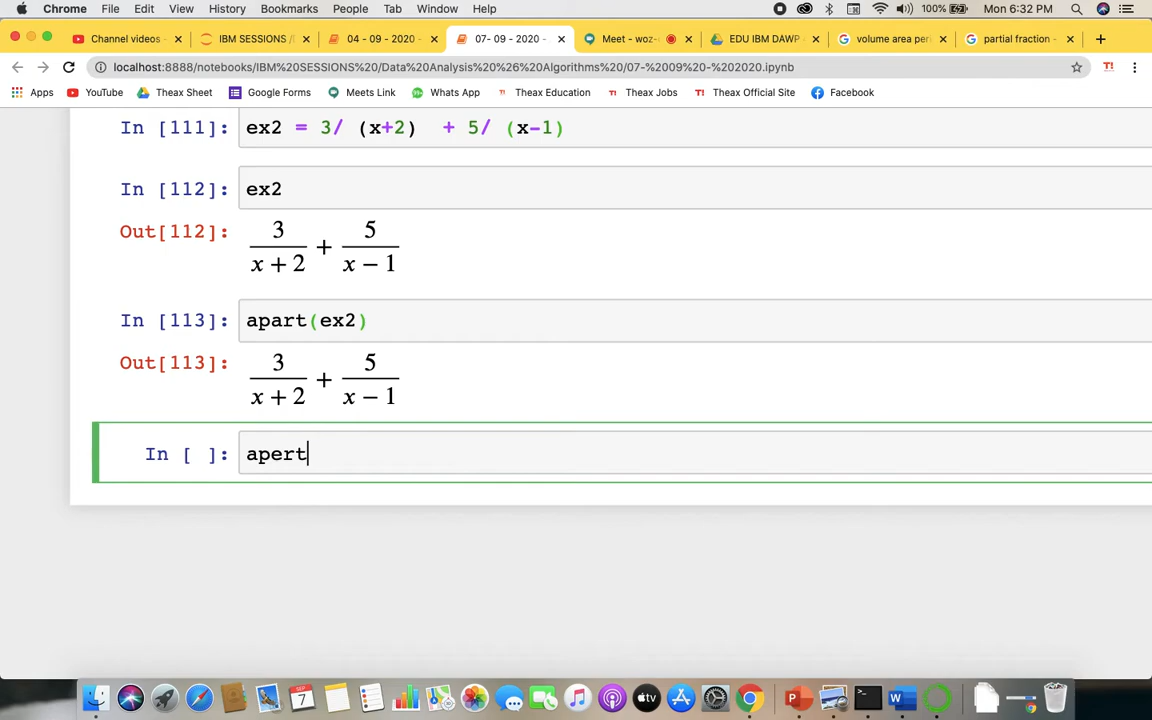 Chrome File Edit View History Bookmarks People Tab Window Help 100% Mon 6:32 PM
Channel videos - IBM SESSIONS / 04 - 09 - 2020 - 07- 09 - 2020 - Meet - woz- EDU IBM DAWP volume area peri partial fraction -
localhost:8888/notebooks/IBM%20SESSIONS%20/Data%20Analysis%20%26%20Algorithms%20/07-%2009%20-%202020.ipynb
Apps YouTube Theax Sheet Google Forms Meets Link Whats App Theax Education Theax Jobs Theax Official Site Facebook
In [111]: ex2 = 3/ (x+2) + 5/ (x-1)
In [112]: ex2
Out[112]: 3/(x + 2) + 5/(x − 1)
In [113]: apart(ex2)
Out[113]: 3/(x + 2) + 5/(x − 1)
In [ ]: apert